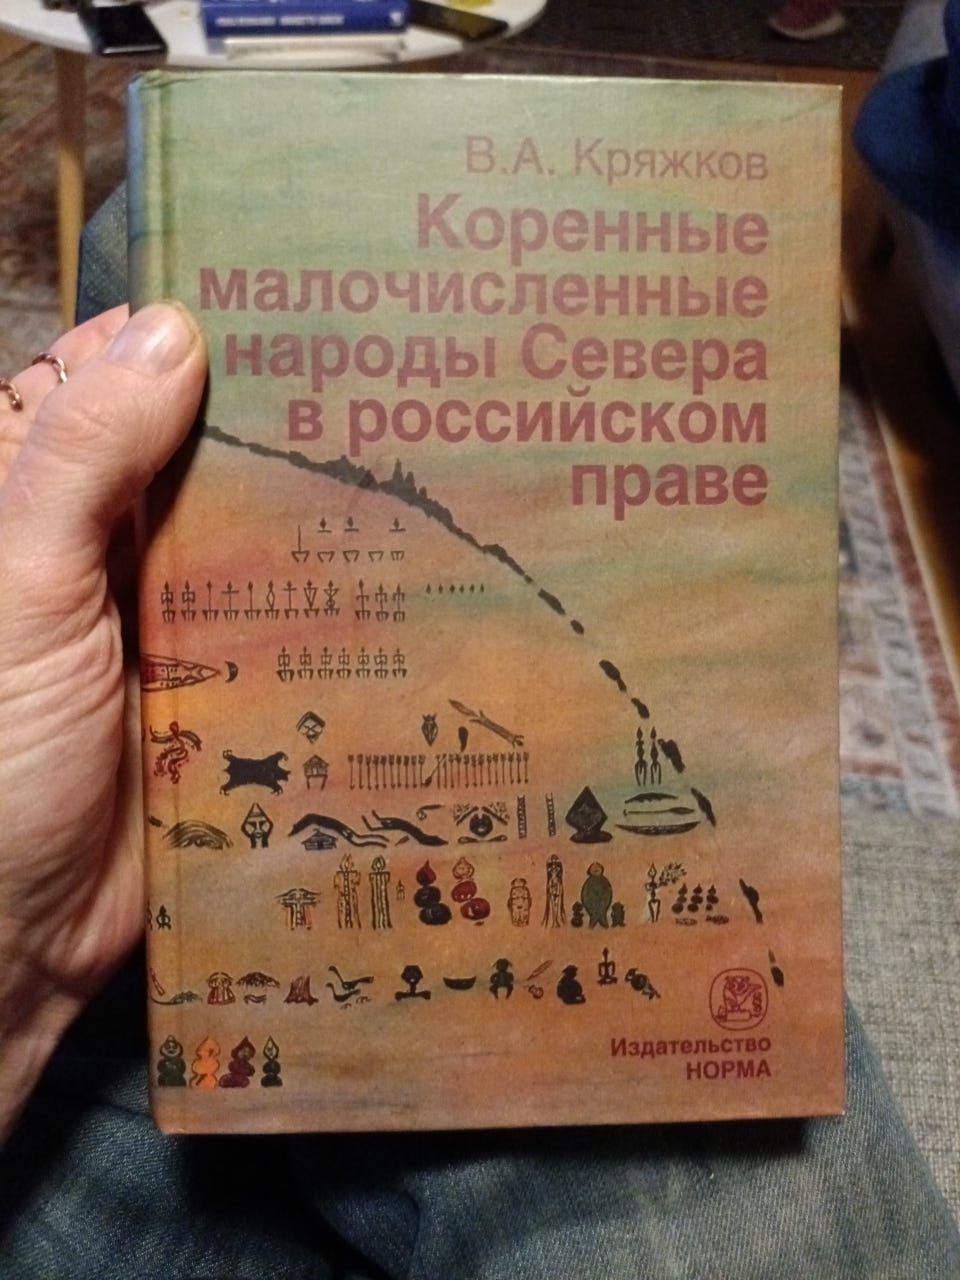 В.А. Кряжков
Коренные
малочисленные
народы Севера
в российском
праве
Издательство
НОРМА